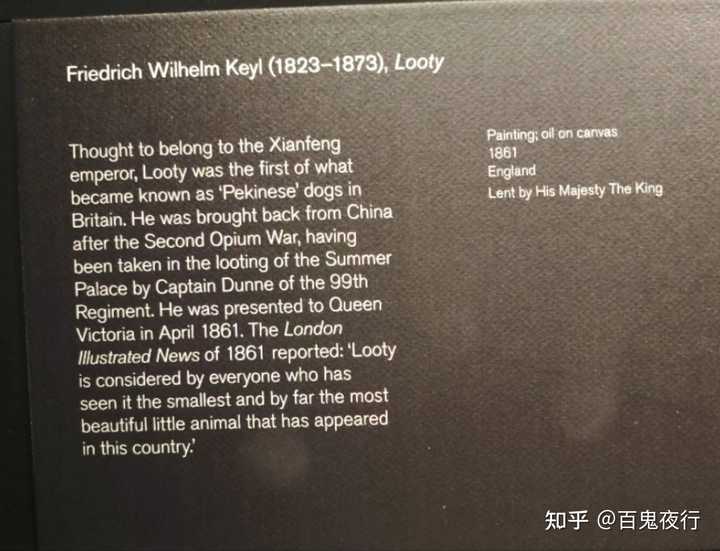 Friedrich Wilhelm Keyl (1823–1873), Looty
Thought to belong to the Xianfeng
emperor, Looty was the first of what
became known as ‘Pekinese’ dogs in
Britain. He was brought back from China
after the Second Opium War, having
been taken in the looting of the Summer
Palace by Captain Dunne of the 99th
Regiment. He was presented to Queen
Victoria in April 1861. The London
Illustrated News of 1861 reported: ‘Looty
is considered by everyone who has
seen it the smallest and by far the most
beautiful little animal that has appeared
in this country.’
Painting; oil on canvas
1861
England
Lent by His Majesty The King
知乎 @百鬼夜行